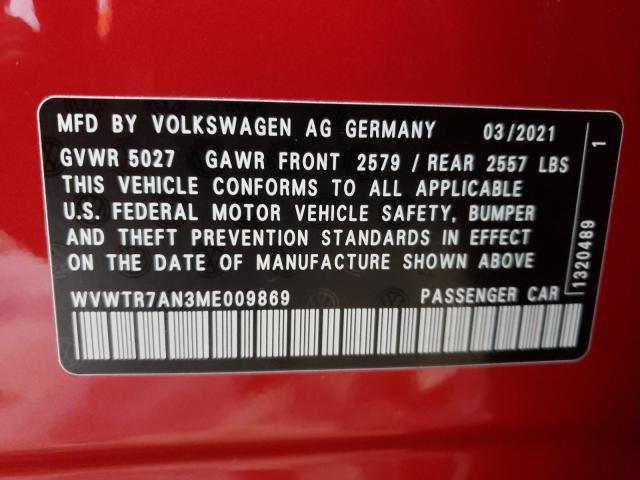 MFD BY VOLKSWAGEN AG GERMANY 03/2021
GVWR 5027 GAWR FRONT 2579 / REAR 2557 LBS
THIS VEHICLE CONFORMS TO ALL APPLICABLE
U.S. FEDERAL MOTOR VEHICLE SAFETY, BUMPER
AND THEFT PREVENTION STANDARDS IN EFFECT
ON THE DATE OF MANUFACTURE SHOWN ABOVE
WVWTR7AN3ME009869 PASSENGER CAR
1320489 1